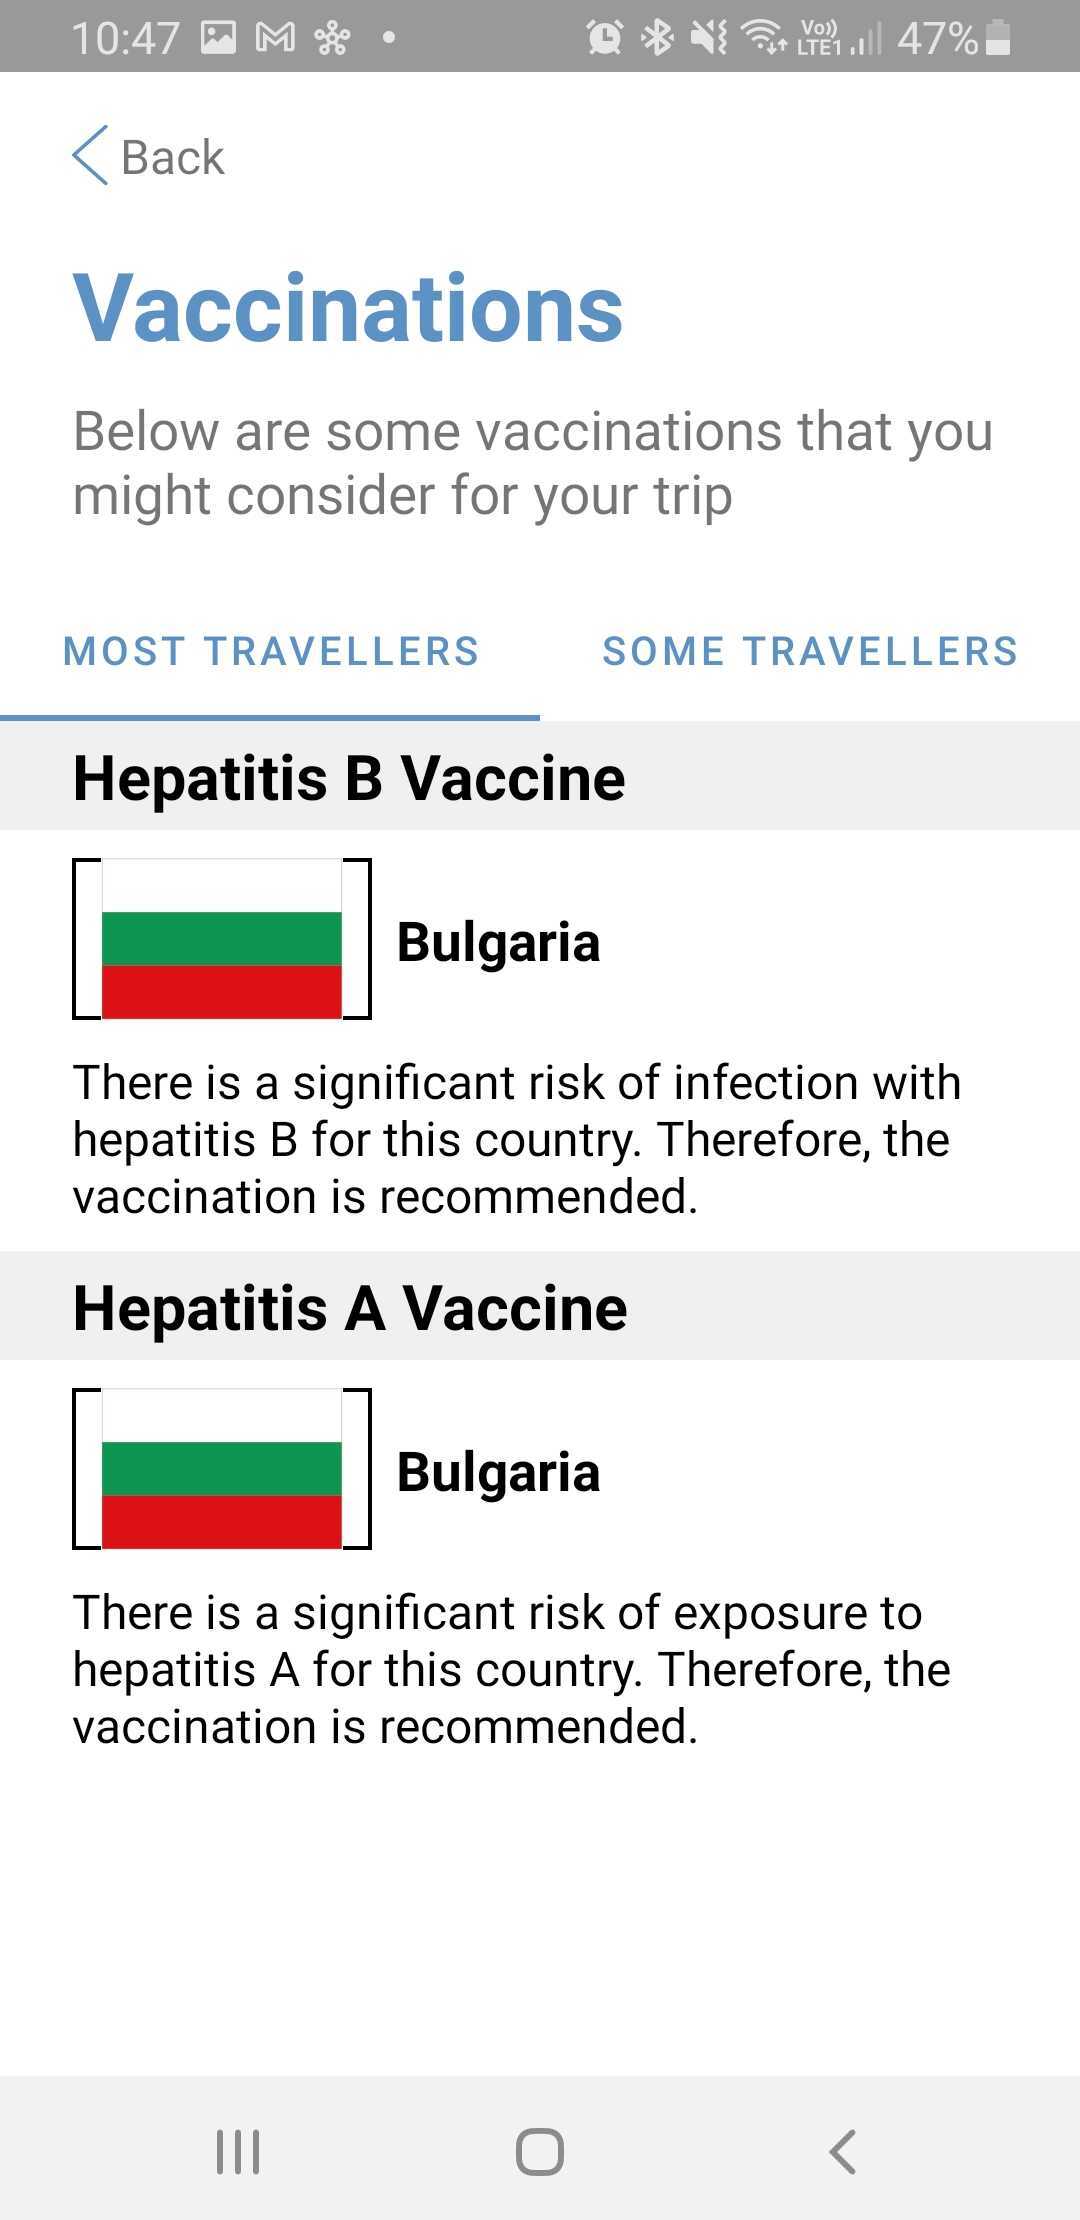 10:47 Vo)) LTE1 47%
Back
Vaccinations
Below are some vaccinations that you
might consider for your trip
MOST TRAVELLERS SOME TRAVELLERS
Hepatitis B Vaccine
Bulgaria
There is a significant risk of infection with
hepatitis B for this country. Therefore, the
vaccination is recommended.
Hepatitis A Vaccine
Bulgaria
There is a significant risk of exposure to
hepatitis A for this country. Therefore, the
vaccination is recommended.